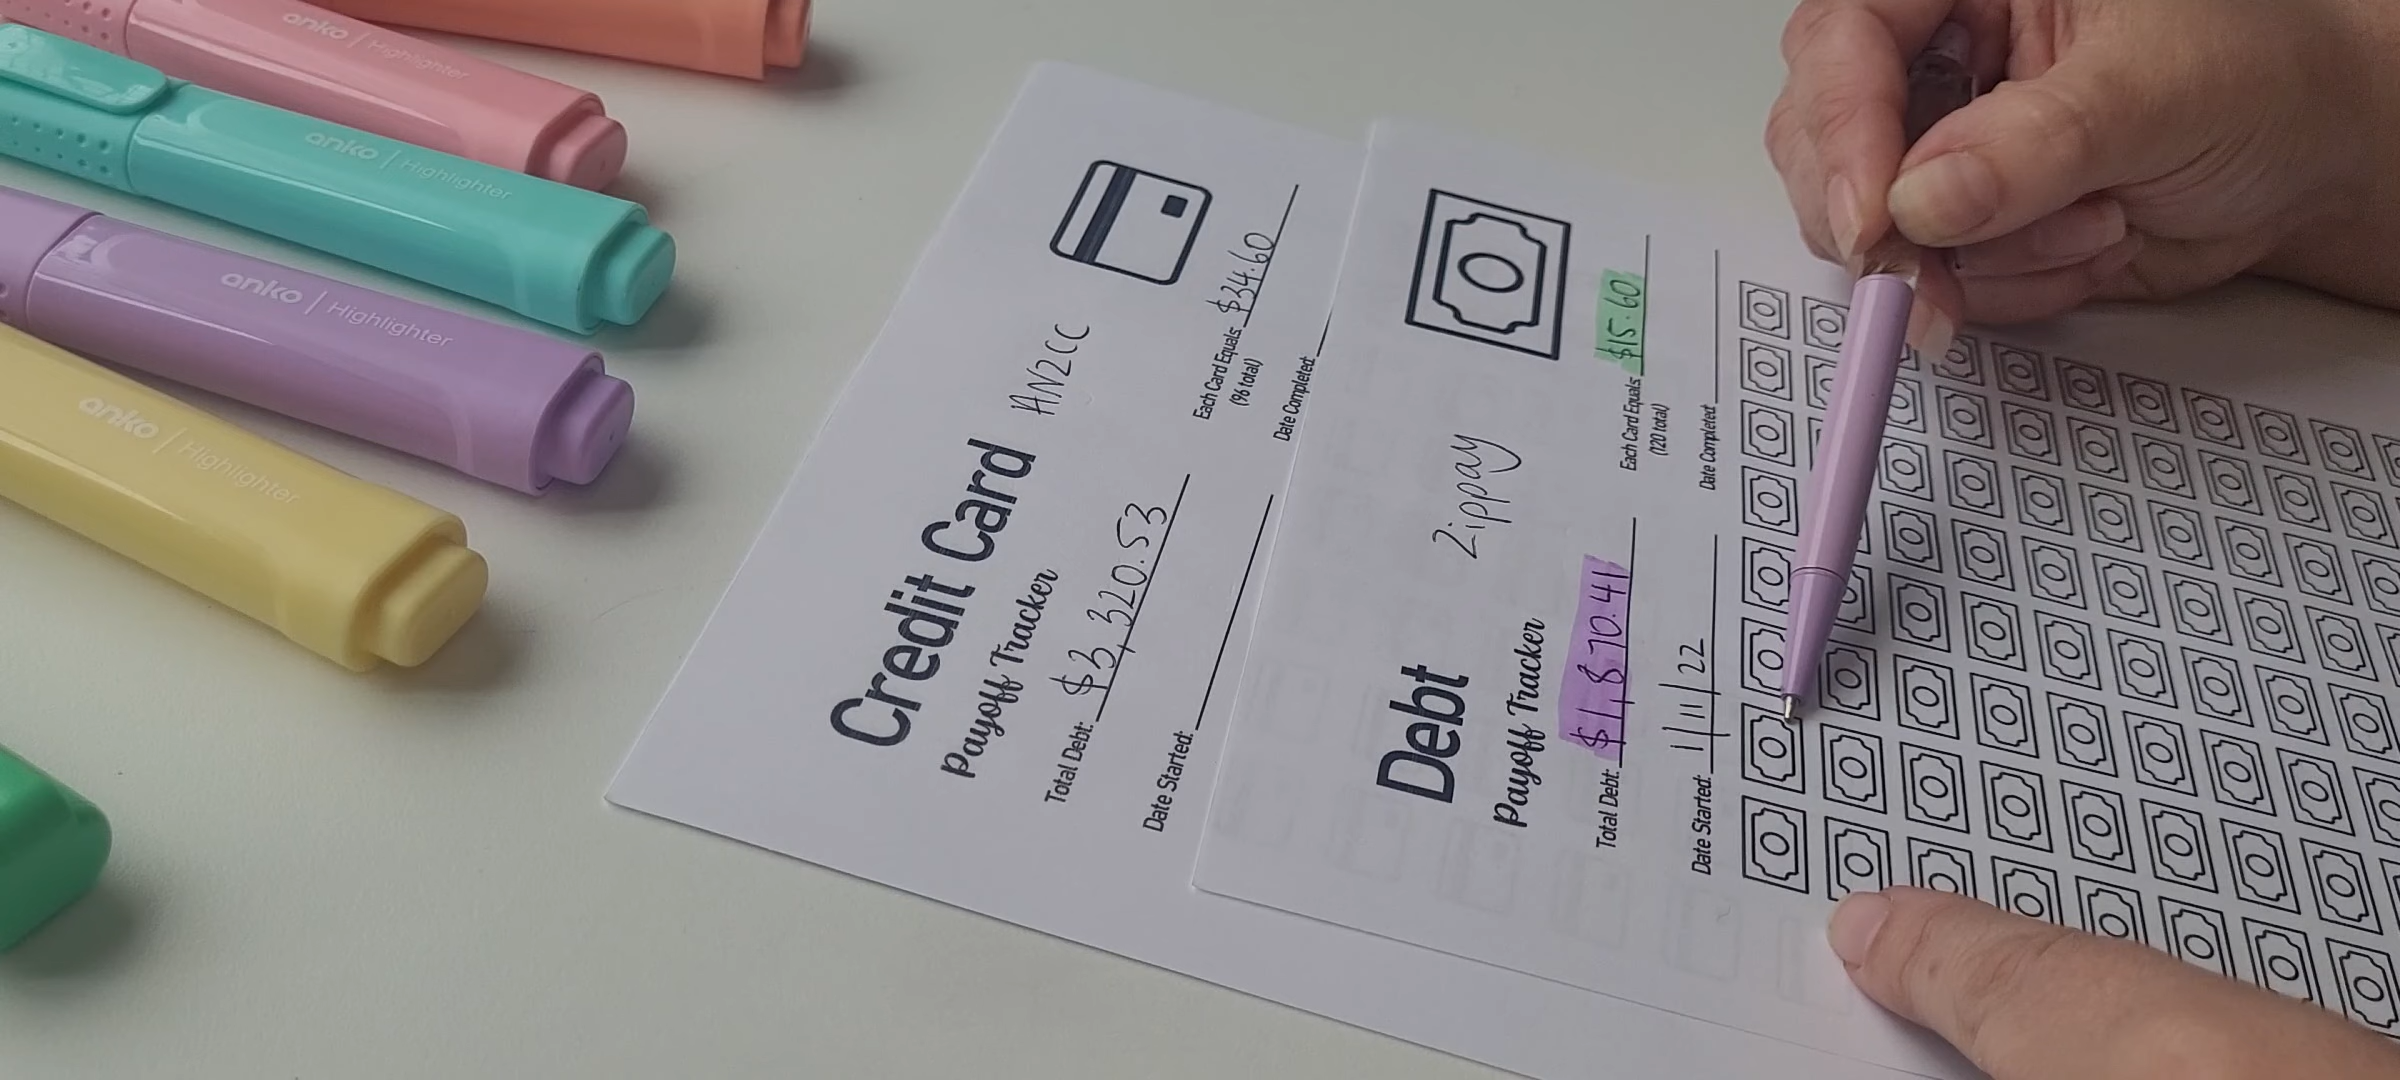 anko | Highlighter
anko | Highlighter
anko | Highlighter
anko | Highlighter
Credit Card AN2CC
Payoff Tracker
Total Debt: $3,320.53
Each Card Equals: $34.60
(96 total)
Date Started:
Date Completed:
Debt Zippay
Payoff Tracker
Total Debt: $1,870.41
Each Card Equals: $15.60
(120 total)
Date Started: 1/11/22
Date Completed: